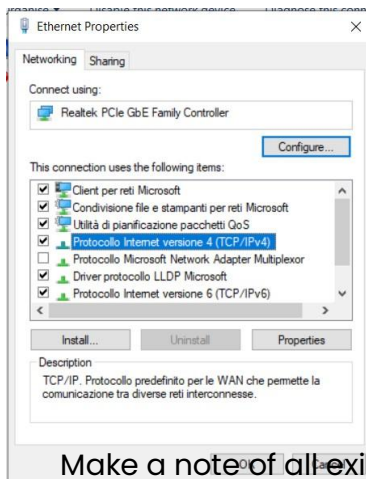 Ethernet Properties
Networking Sharing
Connect using:
Realtek PCIe GbE Family Controller
Configure...
This connection uses the following items:
Client per reti Microsoft
Condivisione file e stampanti per reti Microsoft
Utilità di pianificazione pacchetti QoS
Protocollo Internet versione 4 (TCP/IPv4)
Protocollo Microsoft Network Adapter Multiplexor
Driver protocollo LLDP Microsoft
Protocollo Internet versione 6 (TCP/IPv6)
Install... Uninstall Properties
Description
TCP/IP. Protocollo predefinito per le WAN che permette la
comunicazione tra diverse reti interconnesse.
Make a note of all exi